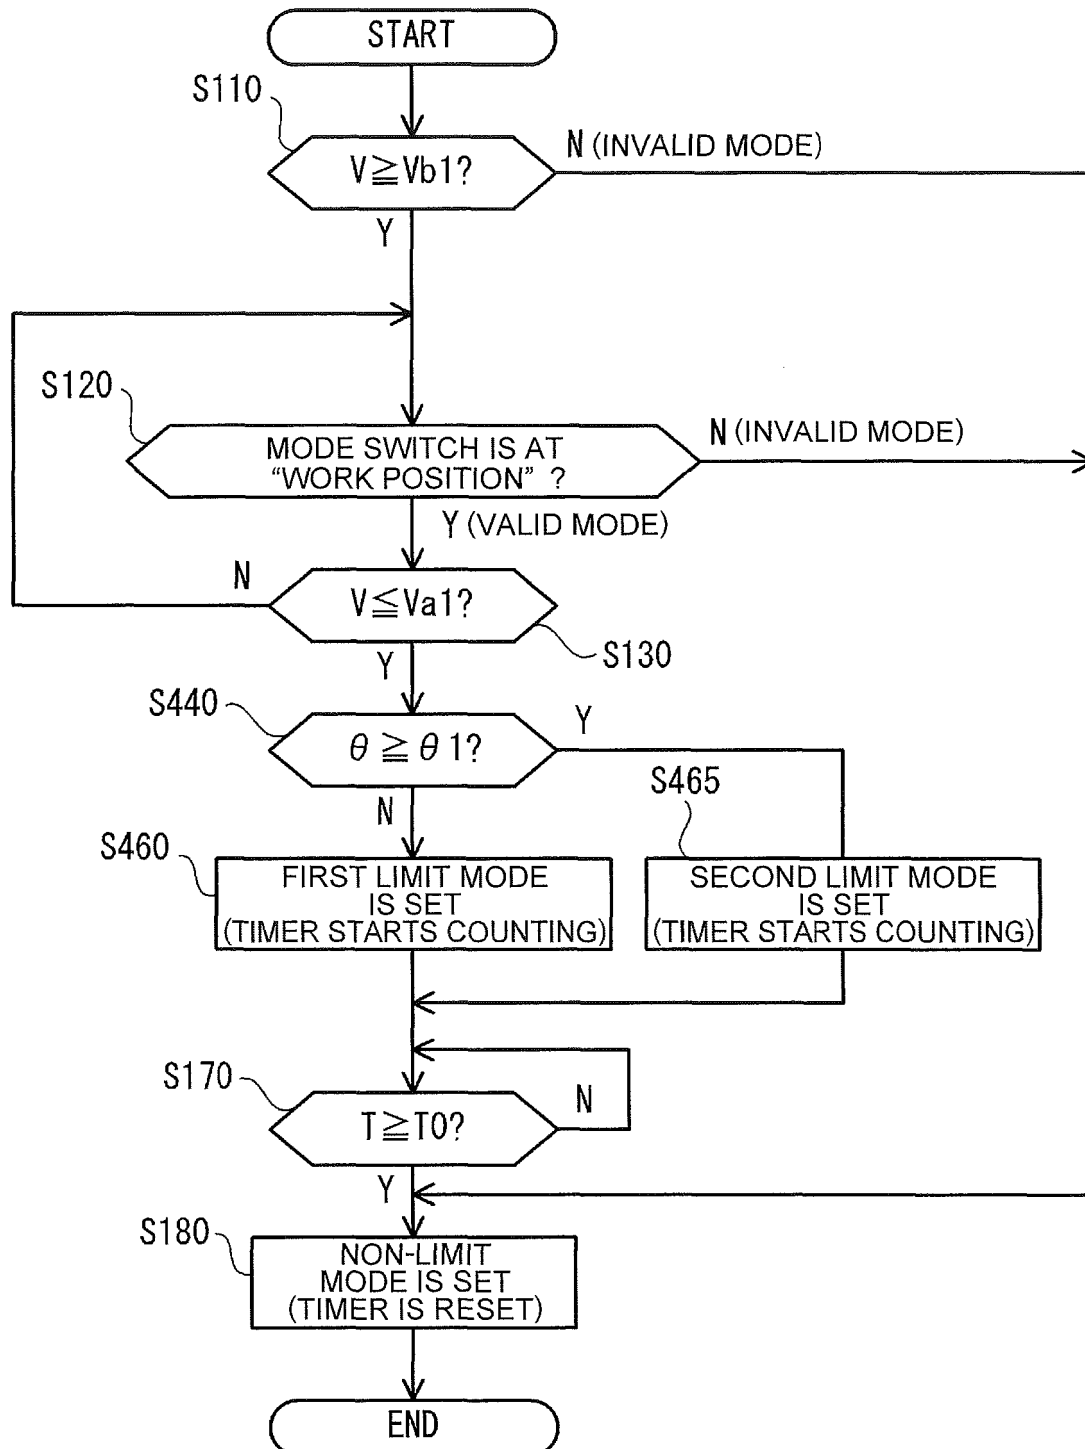 START
S110
V≧Vb1?
N (INVALID MODE)
Y
S120
MODE SWITCH IS AT
“WORK POSITION” ?
N (INVALID MODE)
Y (VALID MODE)
N
V≦Va1?
S130
Y
S440
θ ≧ θ 1?
Y
N
S465
S460
FIRST LIMIT MODE
IS SET
(TIMER STARTS COUNTING)
SECOND LIMIT MODE
IS SET
(TIMER STARTS COUNTING)
S170
T≧T0?
N
Y
S180
NON-LIMIT
MODE IS SET
(TIMER IS RESET)
END